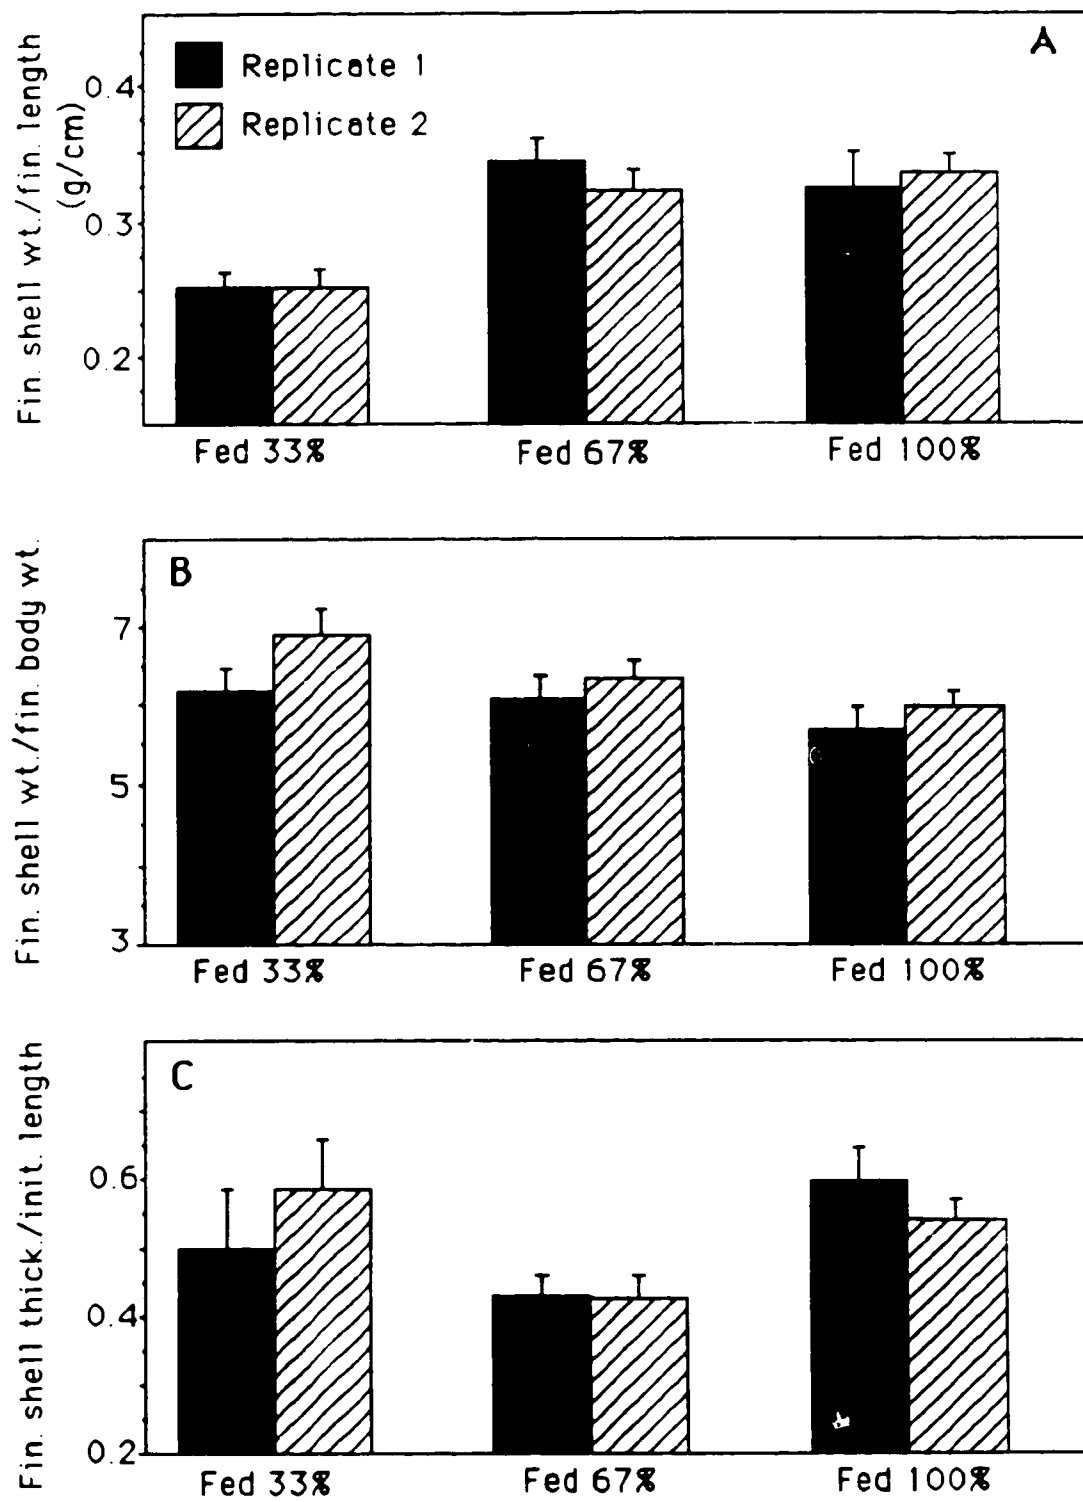 A
Replicate 1
Replicate 2
Fin. shell wt./fin. length
(g/cm)
0.4
0.3
0.2
Fed 33%
Fed 67%
Fed 100%
B
Fin. shell wt./fin. body wt.
7
5
3
Fed 33%
Fed 67%
Fed 100%
C
Fin. shell thick./init. length
0.6
0.4
0.2
Fed 33%
Fed 67%
Fed 100%